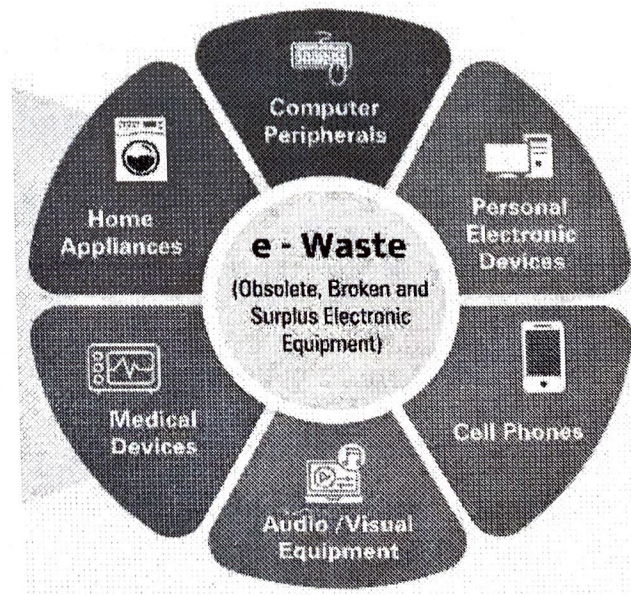 Computer
Peripherals
Personal
Electronic
Devices
Cell Phones
Audio /Visual
Equipment
Medical
Devices
Home
Appliances
e - Waste
(Obsolete, Broken and
Surplus Electronic
Equipment)